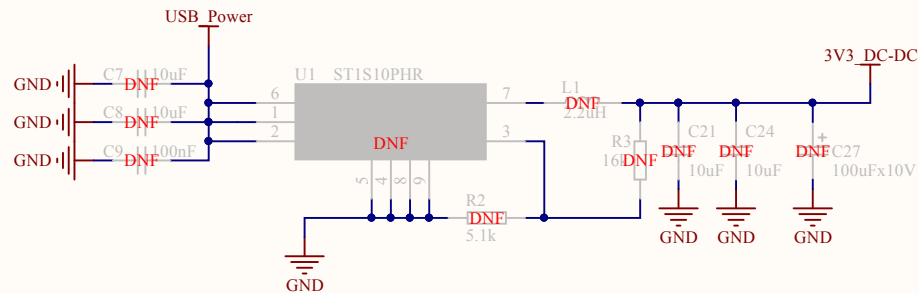 USB_Power
3V3_DC-DC
C7 DNF 10uF
GND
U1 ST1S10PHR
6
7
L1
DNF
2.2uH
C8 DNF 10uF
GND
1
2
3
DNF
R3
16k
DNF
C21
DNF
10uF
C24
DNF
10uF
+
DNF
C27
100uFx10V
C9 DNF 100nF
GND
5
4
8
9
R2
DNF
5.1k
GND
GND
GND
GND